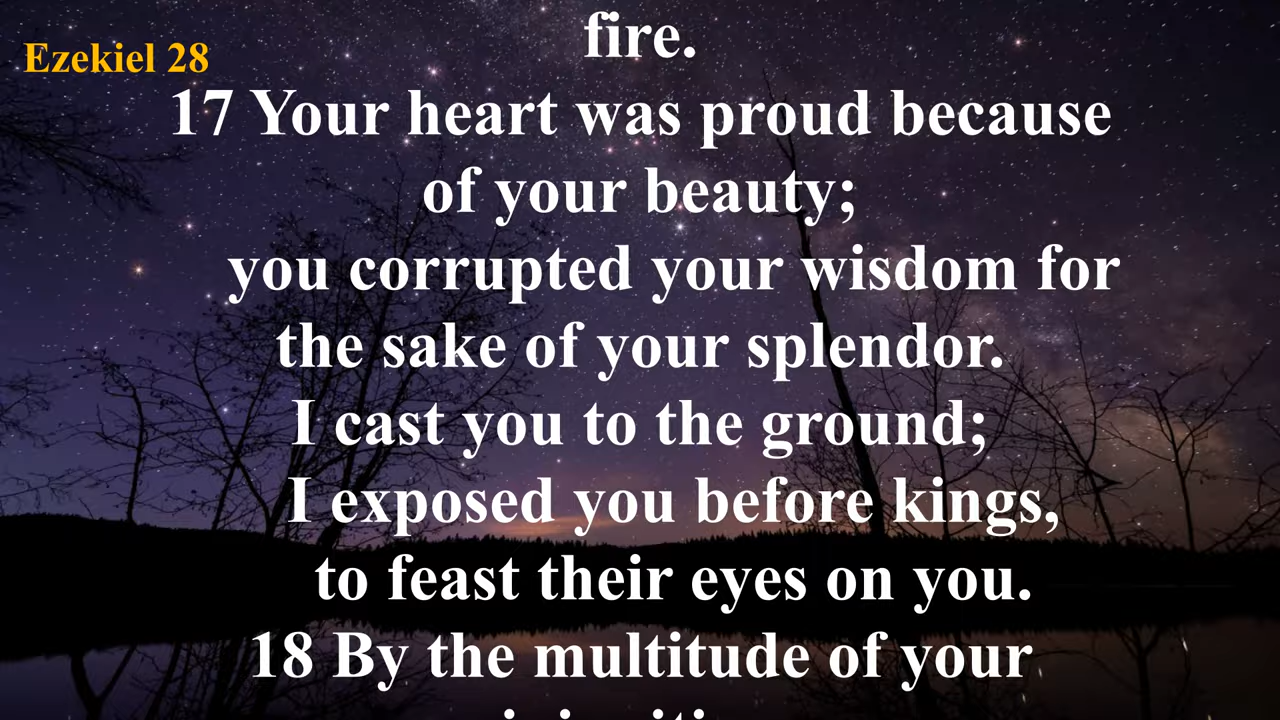 fire.
Ezekiel 28
17 Your heart was proud because
of your beauty;
you corrupted your wisdom for
the sake of your splendor.
I cast you to the ground;
I exposed you before kings,
to feast their eyes on you.
18 By the multitude of your